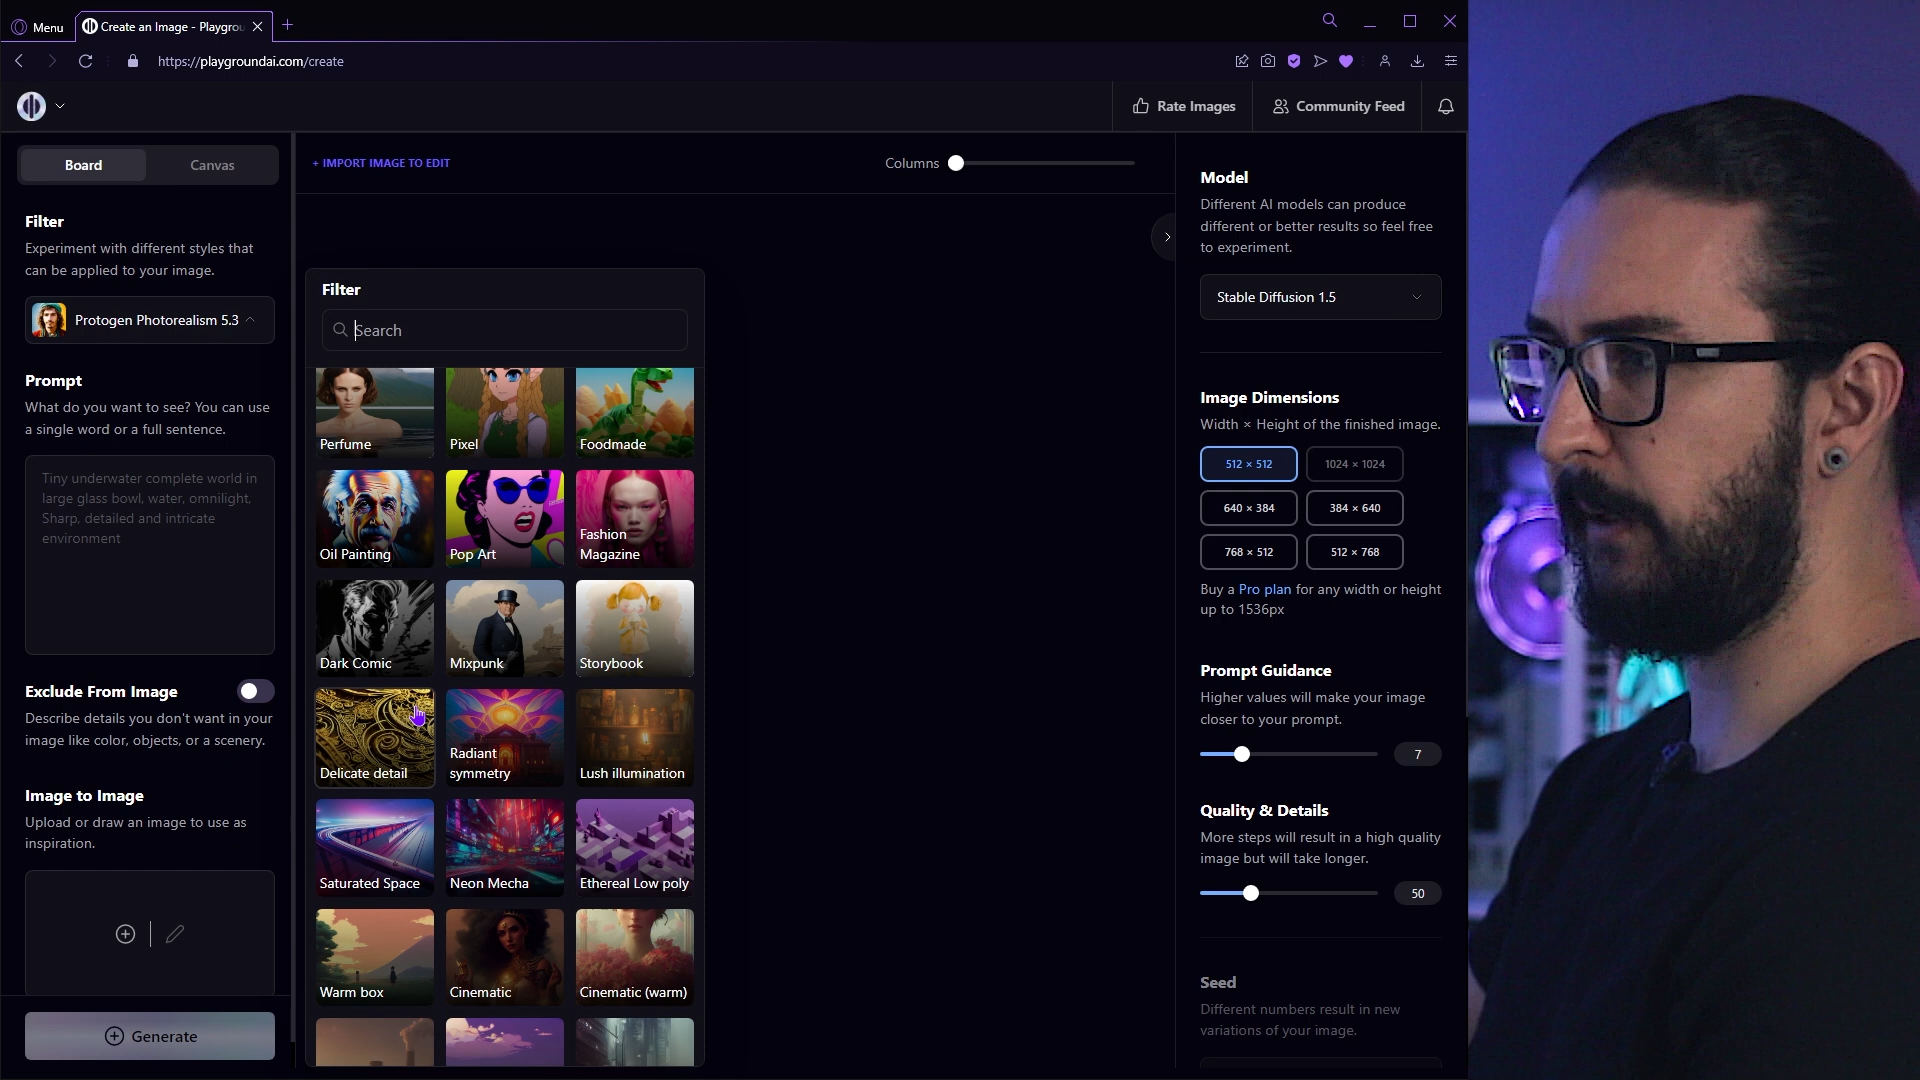 Menu
Create an Image - Playgrou
https://playgroundai.com/create
Rate Images
Community Feed
Board
Canvas
+ IMPORT IMAGE TO EDIT
Columns
Filter
Experiment with different styles that
can be applied to your image.
Protogen Photorealism 5.3
Prompt
What do you want to see? You can use
a single word or a full sentence.
Tiny underwater complete world in
large glass bowl, water, omnilight,
Sharp, detailed and intricate
environment
Exclude From Image
Describe details you don't want in your
image like color, objects, or a scenery.
Image to Image
Upload or draw an image to use as
inspiration.
Generate
Filter
Search
Perfume
Pixel
Foodmade
Oil Painting
Pop Art
Fashion
Magazine
Dark Comic
Mixpunk
Storybook
Delicate detail
Radiant
symmetry
Lush illumination
Saturated Space
Neon Mecha
Ethereal Low poly
Warm box
Cinematic
Cinematic (warm)
Model
Different AI models can produce
different or better results so feel free
to experiment.
Stable Diffusion 1.5
Image Dimensions
Width × Height of the finished image.
512 × 512
1024 × 1024
640 × 384
384 × 640
768 × 512
512 × 768
Buy a Pro plan for any width or height
up to 1536px
Prompt Guidance
Higher values will make your image
closer to your prompt.
7
Quality & Details
More steps will result in a high quality
image but will take longer.
50
Seed
Different numbers result in new
variations of your image.